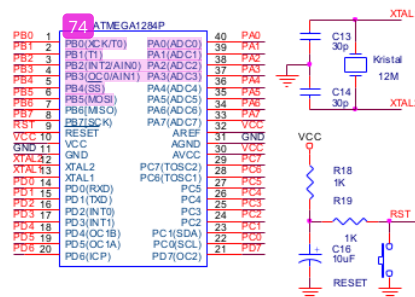 74
ATMEGA1284P
PB0 1 PB0(XCK/T0) PA0(ADC0) 40 PA0
PB1 2 PB1(T1) PA1(ADC1) 39 PA1
PB2 3 PB2(INT2/AIN0) PA2(ADC2) 38 PA2
PB3 4 PB3(OC0/AIN1) PA3(ADC3) 37 PA3
PB4 5 PB4(SS) PA4(ADC4) 36 PA4
PB5 6 PB5(MOSI) PA5(ADC5) 35 PA5
PB6 7 PB6(MISO) PA6(ADC6) 34 PA6
PB7 8 PB7(SCK) PA7(ADC7) 33 PA7
RST 9 RESET AREF 32 VCC
VCC 10 VCC AGND 31 GND
GND 11 GND AVCC 30 VCC
XTAL2 12 XTAL2 PC7(TOSC2) 29 PC7
XTAL1 13 XTAL1 PC6(TOSC1) 28 PC6
PD0 14 PD0(RXD) PC5 27 PC5
PD1 15 PD1(TXD) PC4 26 PC4
PD2 16 PD2(INT0) PC3 25 PC3
PD3 17 PD3(INT1) PC2 24 PC2
PD4 18 PD4(OC1B) PC1(SDA) 23 PC1
PD5 19 PD5(OC1A) PC0(SCL) 22 PC0
PD6 20 PD6(ICP) PD7(OC2) 21 PD7
XTAL
C13
30p
Kristal
12M
C14
30p
XTAL
VCC
R18
1K
R19
1K
RST
C16
10uF
RESET